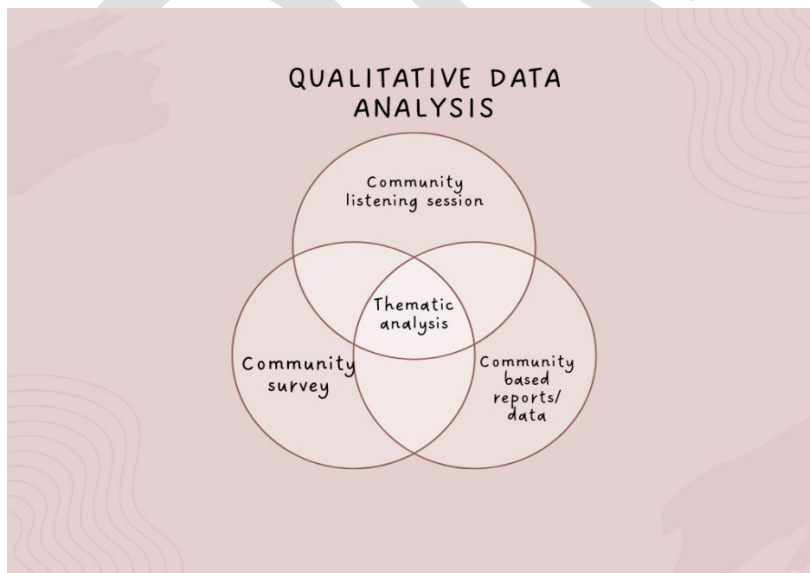 QUALITATIVE DATA
ANALYSIS
Community
listening session
Thematic
analysis
Community
survey
Community
based
reports/
data